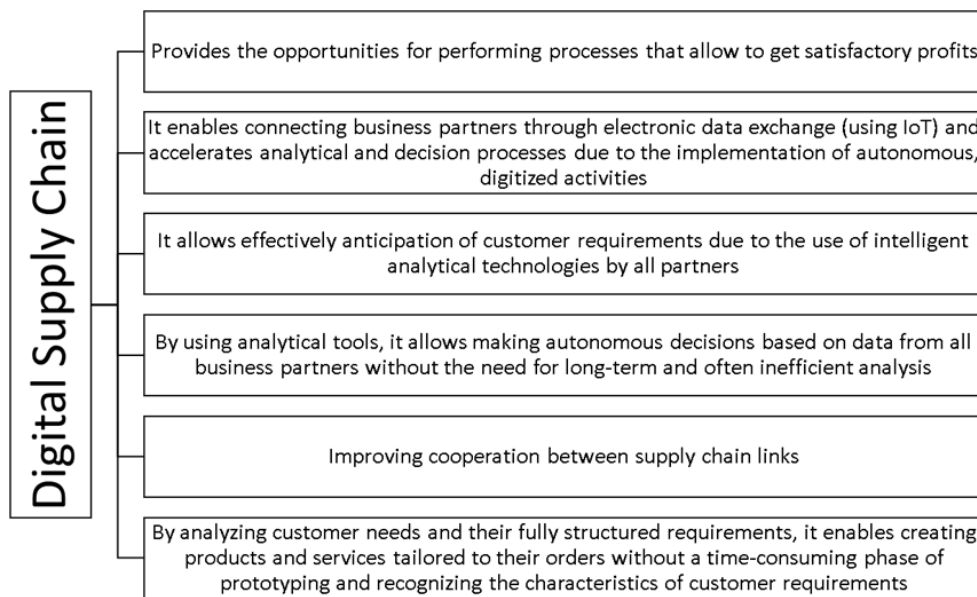 Digital Supply Chain
Provides the opportunities for performing processes that allow to get satisfactory profits
It enables connecting business partners through electronic data exchange (using IoT) and
accelerates analytical and decision processes due to the implementation of autonomous,
digitized activities
It allows effectively anticipation of customer requirements due to the use of intelligent
analytical technologies by all partners
By using analytical tools, it allows making autonomous decisions based on data from all
business partners without the need for long-term and often inefficient analysis
Improving cooperation between supply chain links
By analyzing customer needs and their fully structured requirements, it enables creating
products and services tailored to their orders without a time-consuming phase of
prototyping and recognizing the characteristics of customer requirements